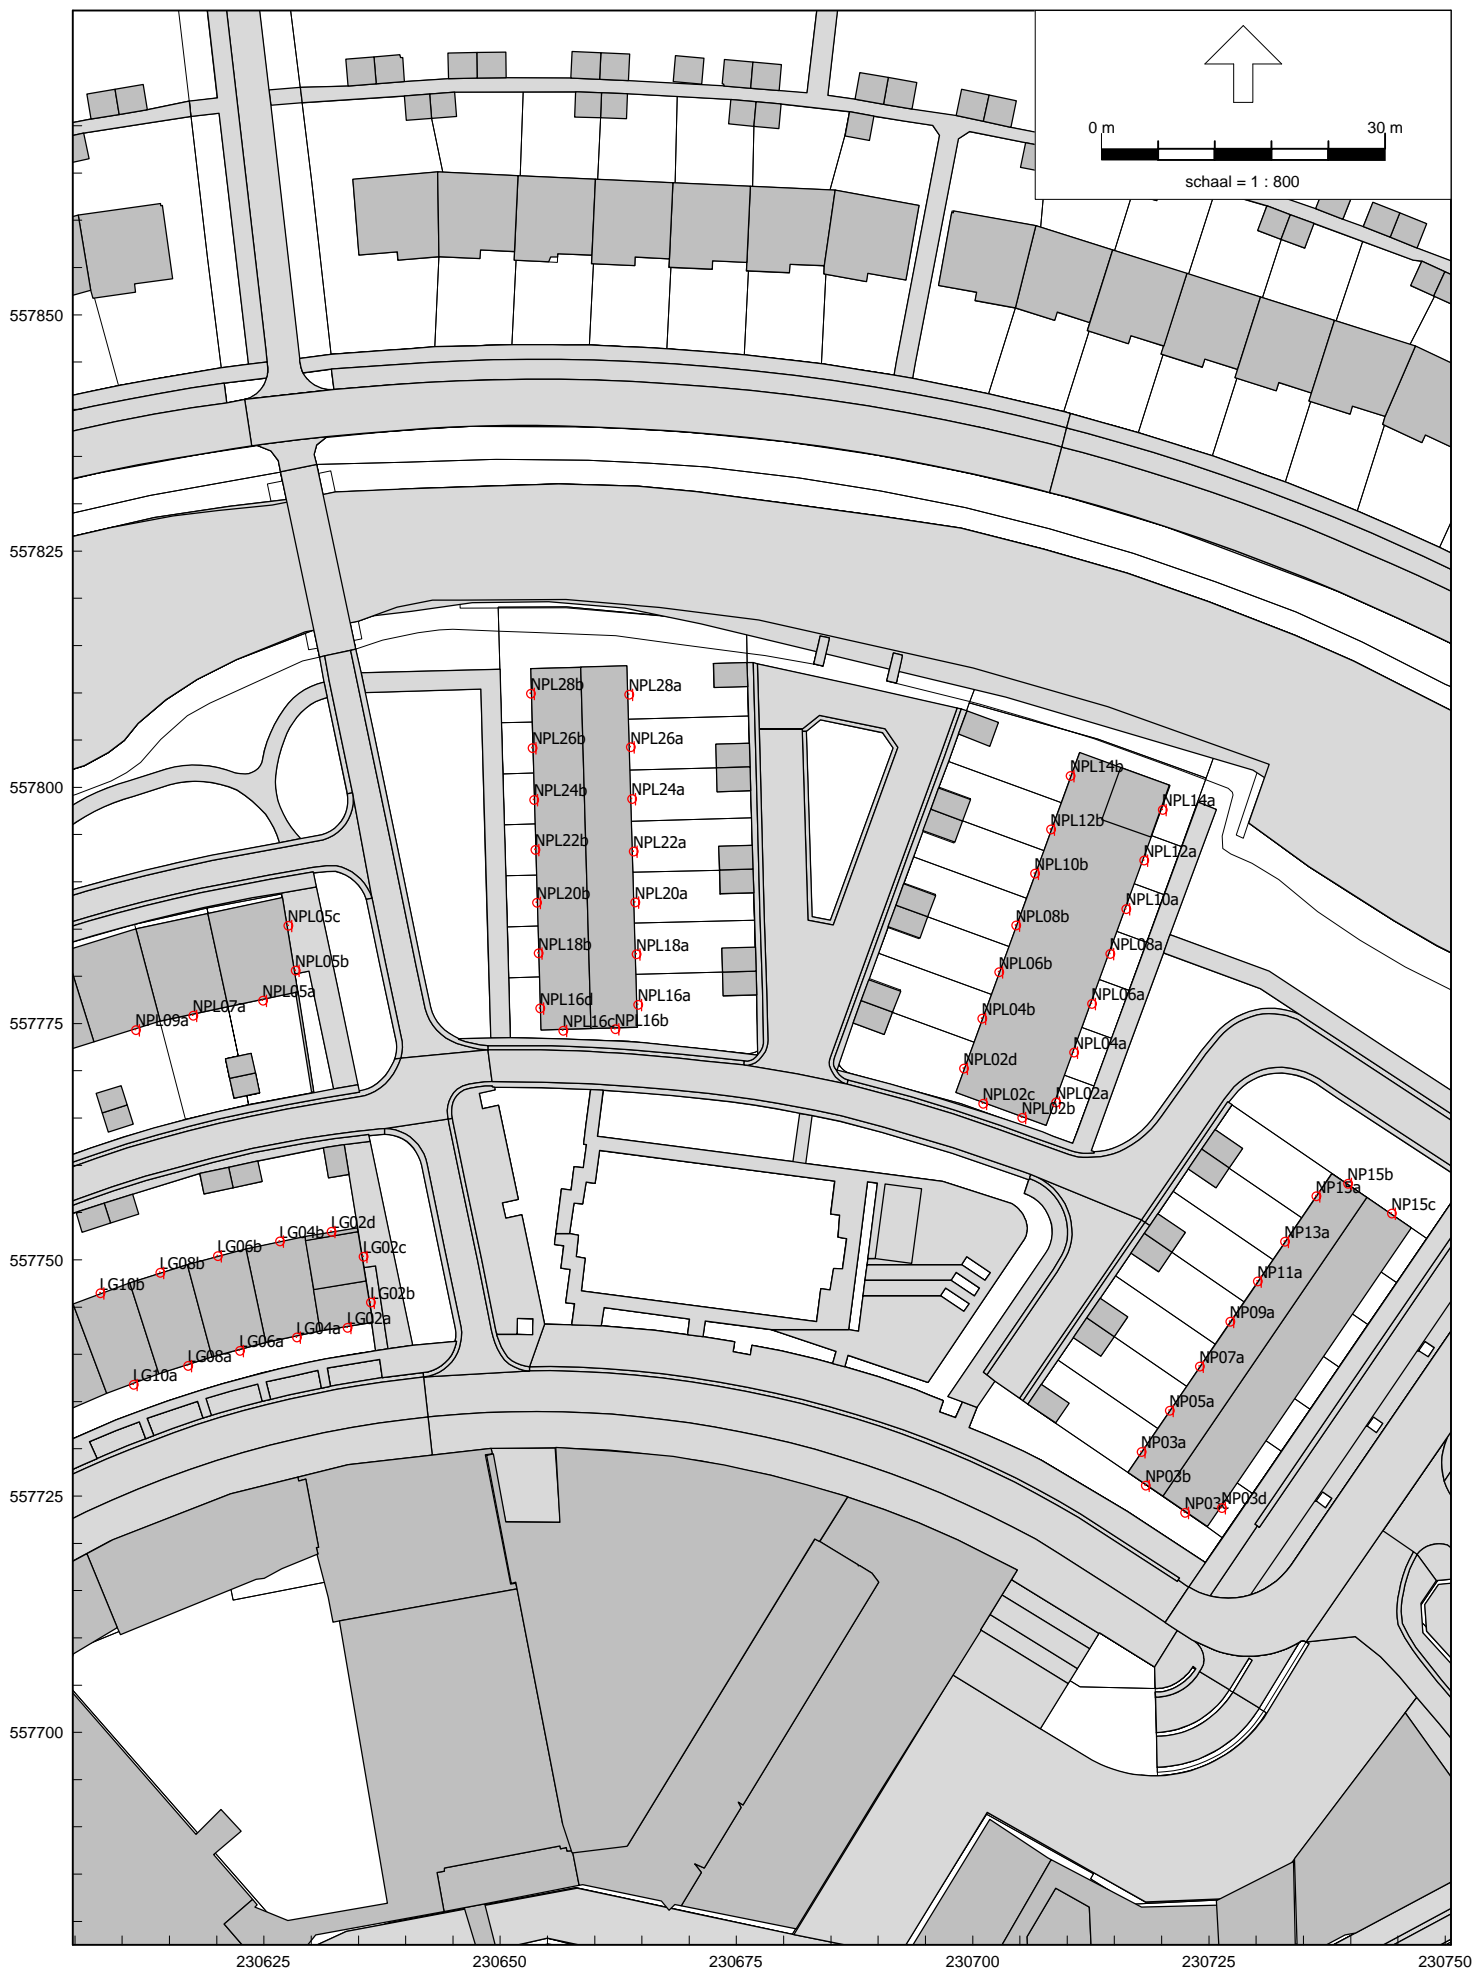 0 m 30 m
schaal = 1 : 800
557850
557825
557800
557775
557750
557725
557700
NPL28b NPL28a
NPL26b NPL26a
NPL24b NPL24a
NPL22b NPL22a
NPL20b NPL20a
NPL18b NPL18a
NPL16d NPL16a
NPL16c NPL16b
NPL14b
NPL14a
NPL12b
NPL12a
NPL10b
NPL10a
NPL08b
NPL08a
NPL06b
NPL06a
NPL04b
NPL04a
NPL02d
NPL02c NPL02a
NPL02b
NPL05c
NPL05b
NPL05a
NPL07a
NPL09a
LG02d
LG04b
LG02c
LG06b
LG08b
LG10b
LG02b
LG02a
LG04a
LG06a
LG08a
LG10a
NP15b
NP15a
NP15c
NP13a
NP11a
NP09a
NP07a
NP05a
NP03a
NP03b
NP03c NP03d
230625 230650 230675 230700 230725 230750